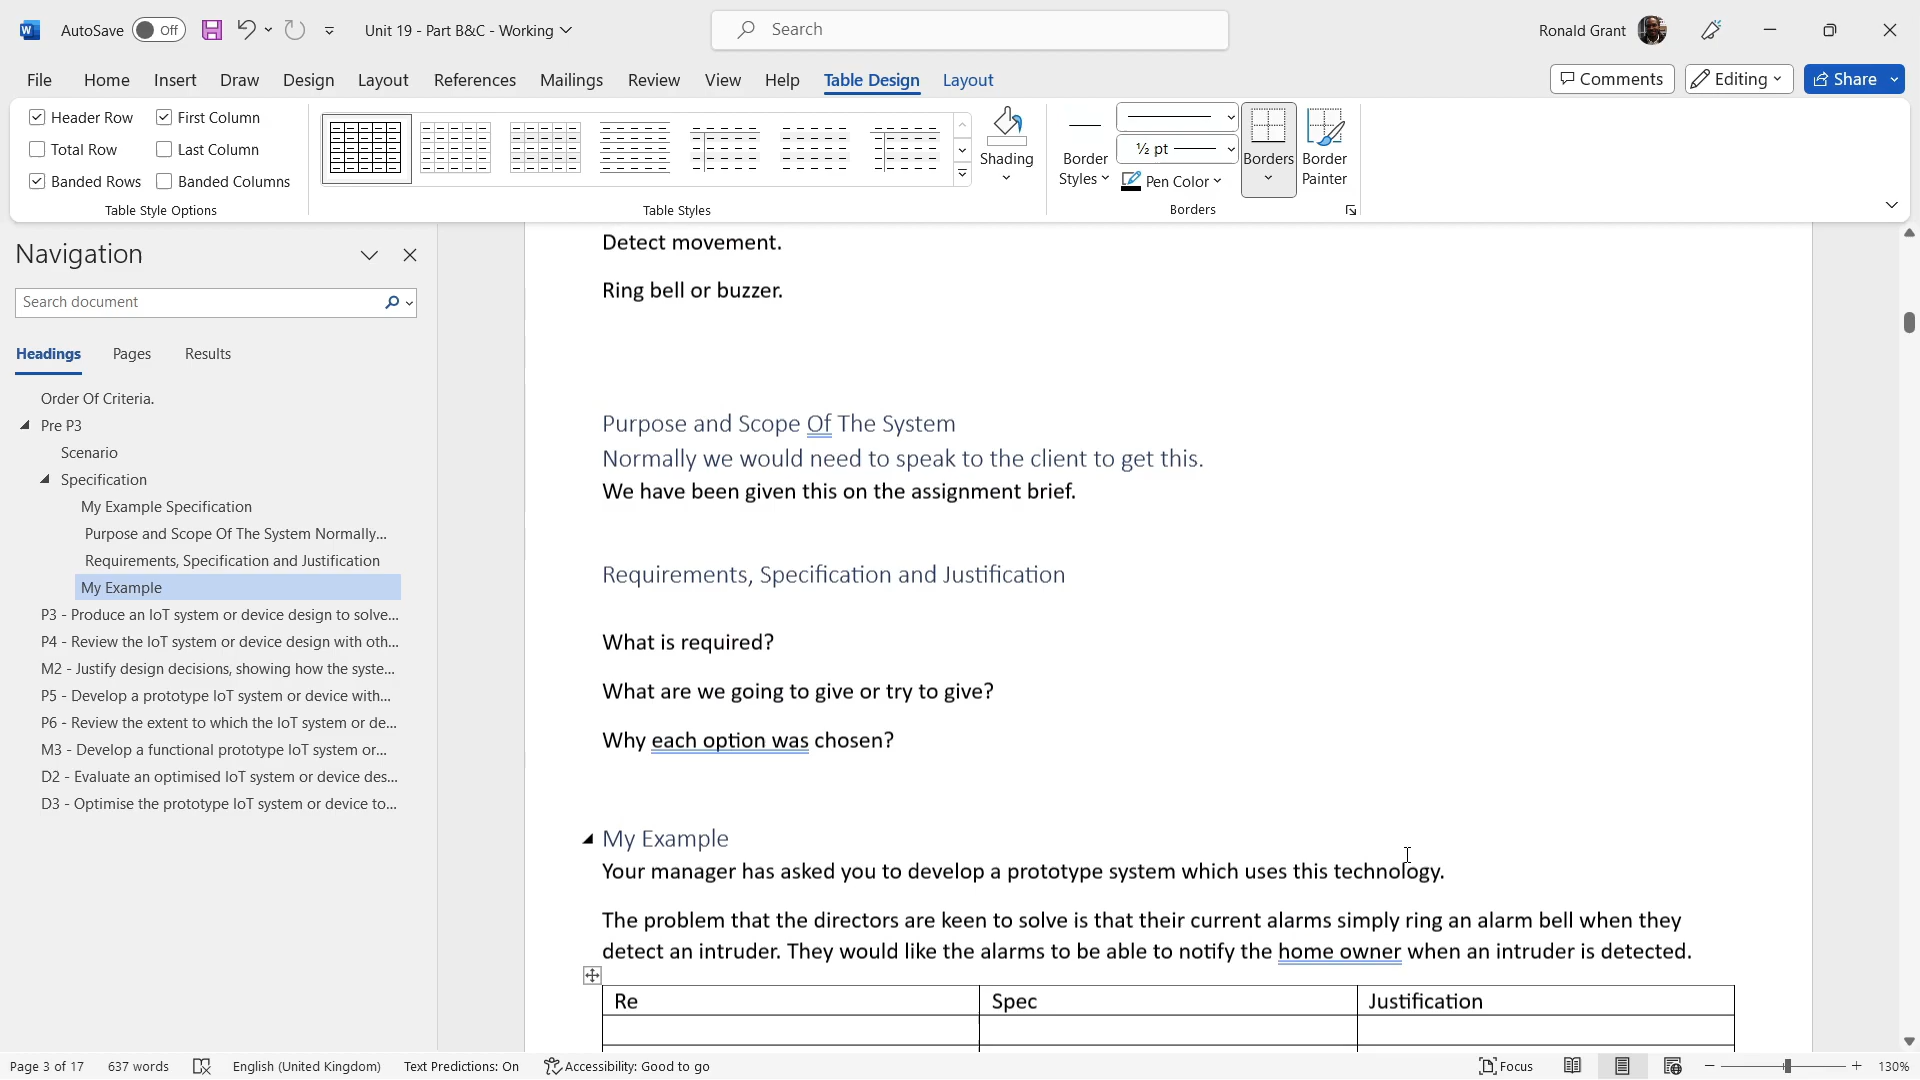 AutoSave Off Unit 19 - Part B&C - Working Search Ronald Grant
File Home Insert Draw Design Layout References Mailings Review View Help Table Design Layout Comments Editing Share
Header Row First Column
Total Row Last Column
Banded Rows Banded Columns
Table Style Options
Table Styles
Shading
Border Styles
½ pt
Pen Color
Borders
Border Painter
Borders
Navigation
Search document
Headings Pages Results
Order Of Criteria.
Pre P3
Scenario
Specification
My Example Specification
Purpose and Scope Of The System Normally...
Requirements, Specification and Justification
My Example
P3 - Produce an IoT system or device design to solve...
P4 - Review the IoT system or device design with oth...
M2 - Justify design decisions, showing how the syste...
P5 - Develop a prototype IoT system or device with...
P6 - Review the extent to which the IoT system or de...
M3 - Develop a functional prototype IoT system or...
D2 - Evaluate an optimised IoT system or device des...
D3 - Optimise the prototype IoT system or device to...
Detect movement.
Ring bell or buzzer.
Purpose and Scope Of The System
Normally we would need to speak to the client to get this.
We have been given this on the assignment brief.
Requirements, Specification and Justification
What is required?
What are we going to give or try to give?
Why each option was chosen?
My Example
Your manager has asked you to develop a prototype system which uses this technology.
The problem that the directors are keen to solve is that their current alarms simply ring an alarm bell when they
detect an intruder. They would like the alarms to be able to notify the home owner when an intruder is detected.
Re Spec Justification
Page 3 of 17 637 words English (United Kingdom) Text Predictions: On Accessibility: Good to go Focus 130%